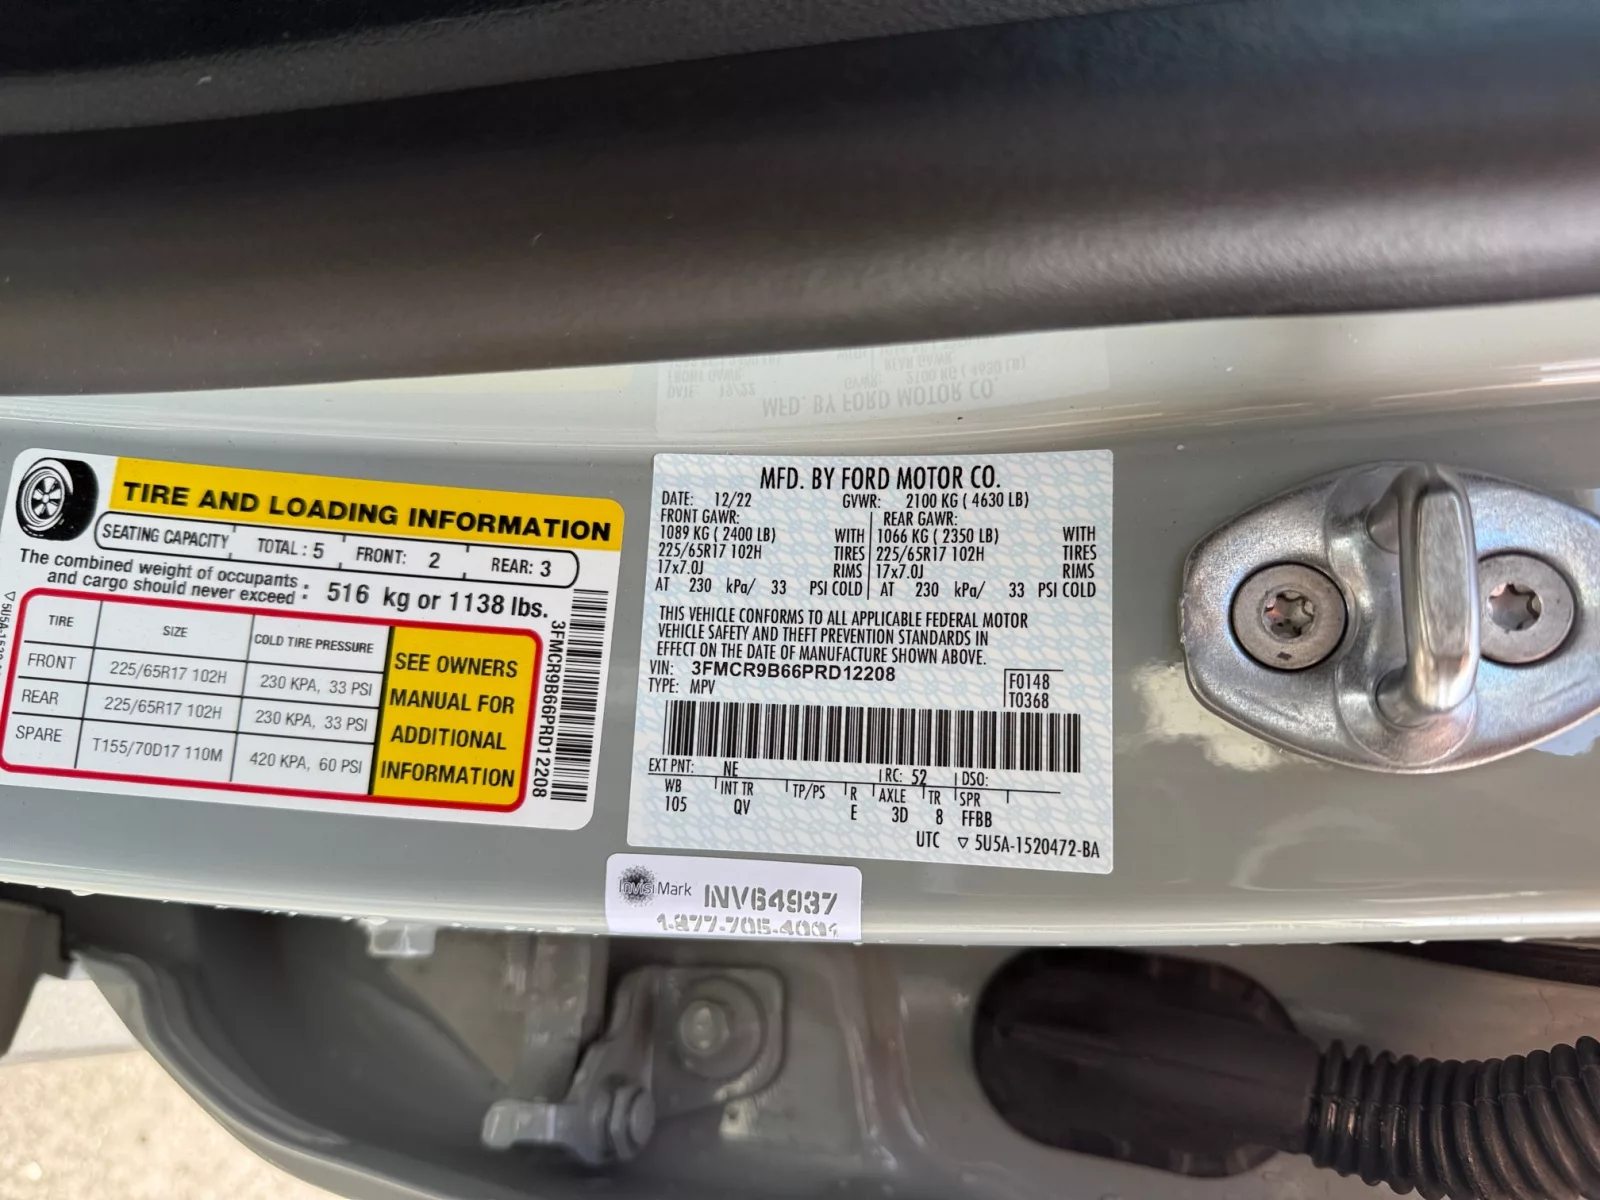 TIRE AND LOADING INFORMATION
SEATING CAPACITY TOTAL : 5 FRONT: 2 REAR: 3
The combined weight of occupants
and cargo should never exceed : 516 kg or 1138 lbs.
TIRE SIZE COLD TIRE PRESSURE
FRONT 225/65R17 102H 230 KPA, 33 PSI
REAR 225/65R17 102H 230 KPA, 33 PSI
SPARE T155/70D17 110M 420 KPA, 60 PSI
SEE OWNERS
MANUAL FOR
ADDITIONAL
INFORMATION
3FMCR9B66PRD12208
MFD. BY FORD MOTOR CO.
DATE: 12/22 GVWR: 2100 KG ( 4630 LB)
FRONT GAWR: REAR GAWR:
1089 KG ( 2400 LB) WITH 1066 KG ( 2350 LB) WITH
225/65R17 102H TIRES 225/65R17 102H TIRES
17x7.0J RIMS 17x7.0J RIMS
AT 230 kPa/ 33 PSI COLD AT 230 kPa/ 33 PSI COLD
THIS VEHICLE CONFORMS TO ALL APPLICABLE FEDERAL MOTOR
VEHICLE SAFETY AND THEFT PREVENTION STANDARDS IN
EFFECT ON THE DATE OF MANUFACTURE SHOWN ABOVE.
VIN: 3FMCR9B66PRD12208
TYPE: MPV
F0148
T0368
EXT PNT: NE RC: 52 DSO:
WB INT TR TP/PS R AXLE TR SPR
105 QV E 3D 8 FFBB
UTC ▽ 5U5A-1520472-BA
InVisiMark INV64937
1-877-705-4001